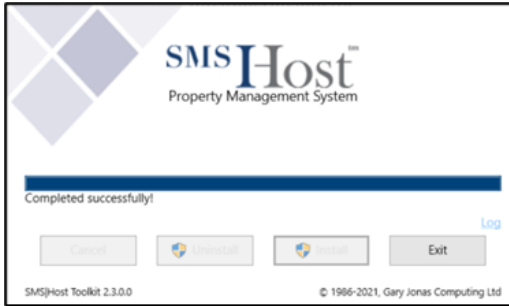 SMS|Host™
Property Management System
Completed successfully!
Log
Cancel
Uninstall
Install
Exit
SMS|Host Toolkit 2.3.0.0
© 1986-2021, Gary Jonas Computing Ltd